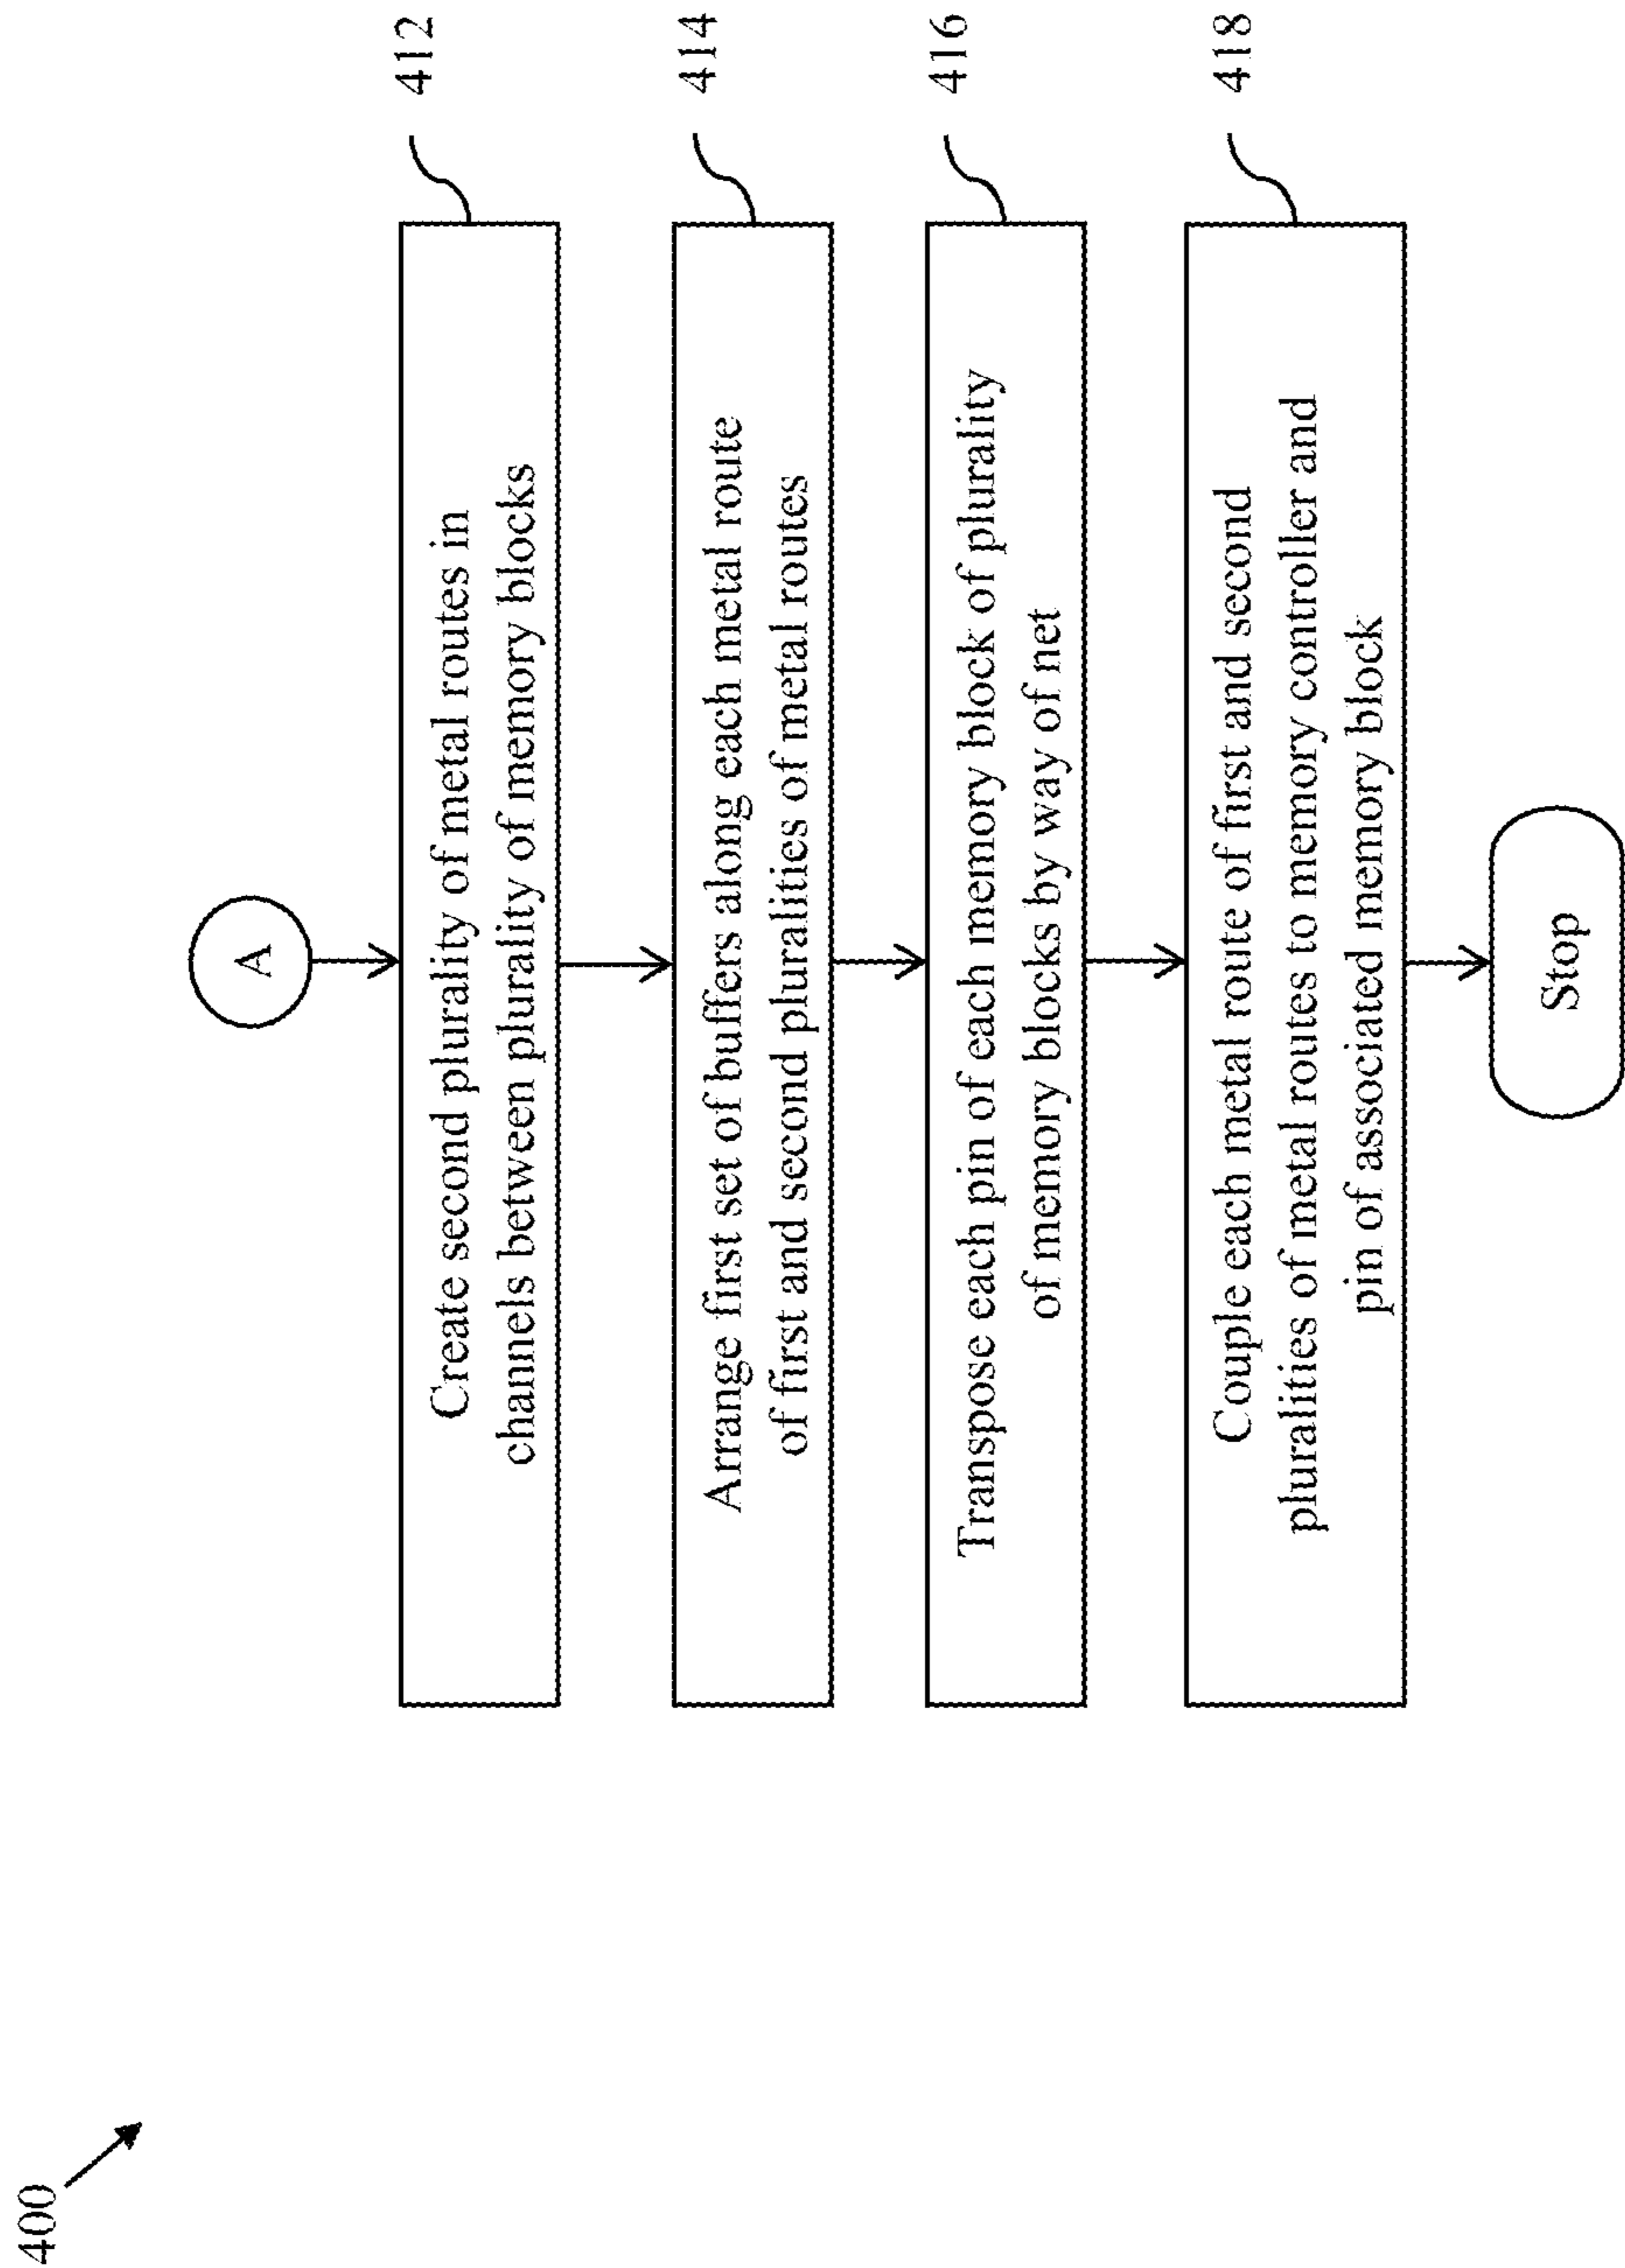 400
A
Create second plurality of metal routes in
channels between plurality of memory blocks
412
Arrange first set of buffers along each metal route
of first and second pluralities of metal routes
414
Transpose each pin of each memory block of plurality
of memory blocks by way of net
416
Couple each metal route of first and second
pluralities of metal routes to memory controller and
pin of associated memory block
418
Stop